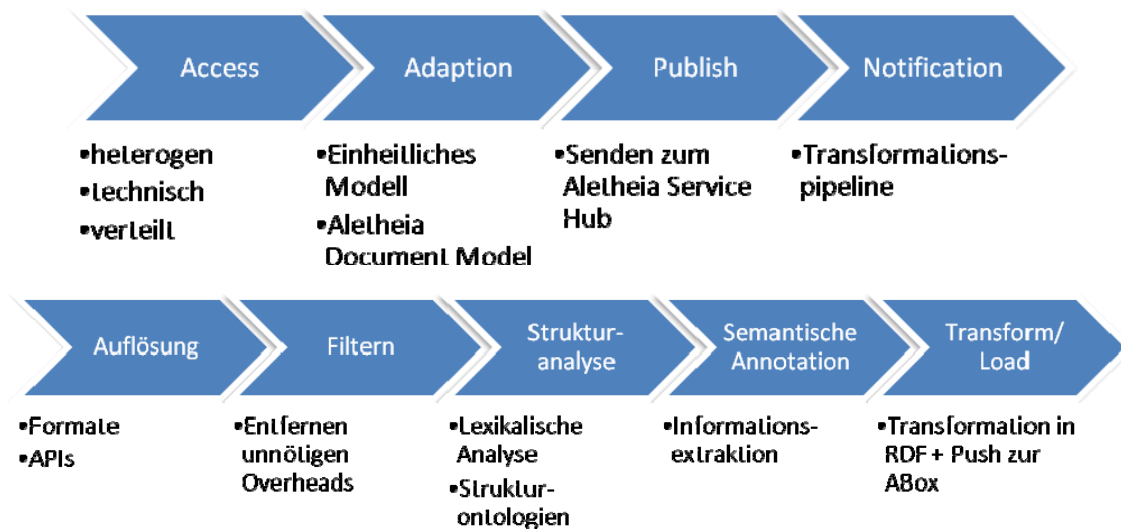 Access
Adaption
Publish
Notification
•heterogen
•technisch
•verteilt
•Einheitliches
Modell
•Aletheia
Document Model
•Senden zum
Aletheia Service
Hub
•Transformations-
pipeline
Auflösung
Filtern
Struktur-
analyse
Semantische
Annotation
Transform/
Load
•Formate
•APIs
•Entfernen
unnötigen
Overheads
•Lexikalische
Analyse
•Struktur-
ontologien
•Informations-
extraktion
•Transformation in
RDF + Push zur
ABox